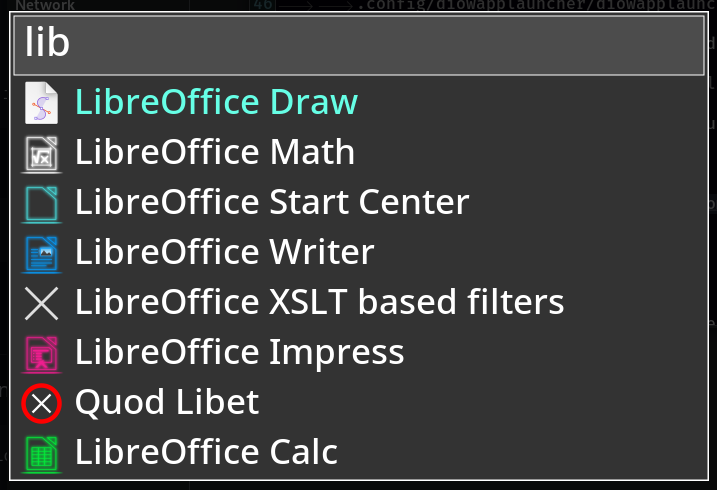 Network
46
.config/diowapplauncher/diowapplaunc
lib
LibreOffice Draw
LibreOffice Math
LibreOffice Start Center
LibreOffice Writer
LibreOffice XSLT based filters
LibreOffice Impress
Quod Libet
LibreOffice Calc